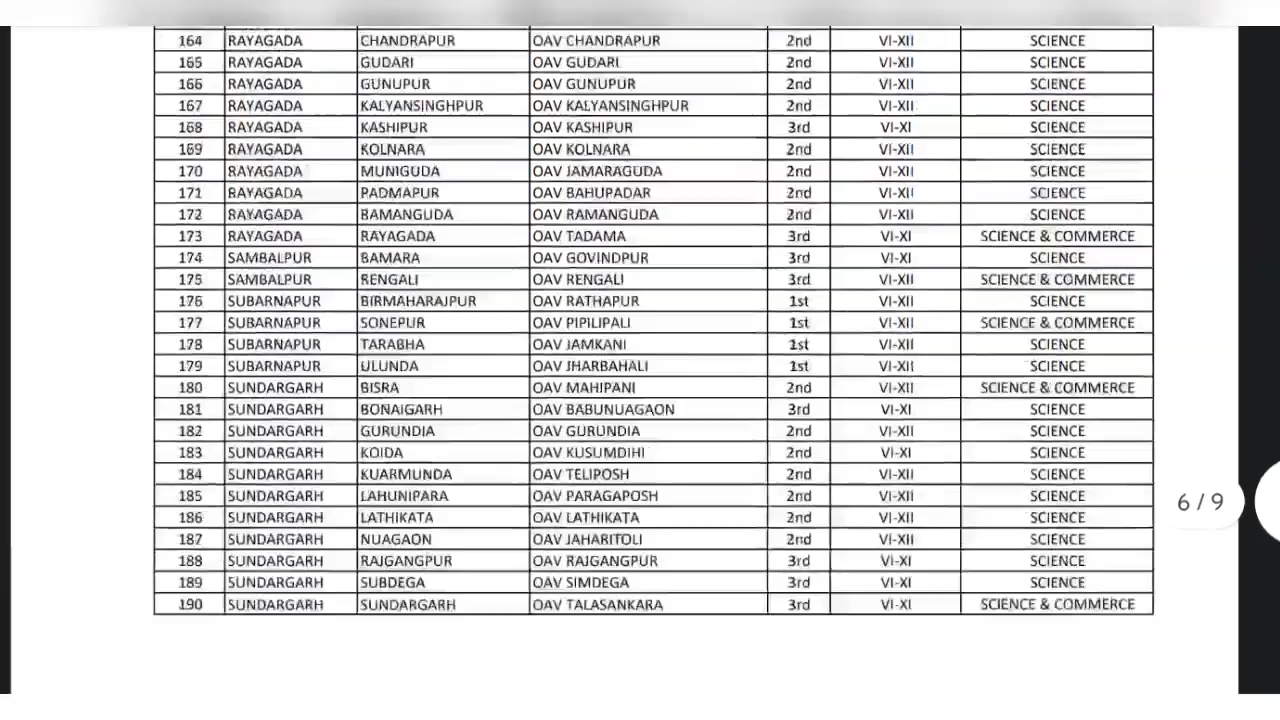 164 RAYAGADA CHANDRAPUR OAV CHANDRAPUR 2nd VI-XII SCIENCE
165 RAYAGADA GUDARI OAV GUDARI 2nd VI-XII SCIENCE
166 RAYAGADA GUNUPUR OAV GUNUPUR 2nd VI-XII SCIENCE
167 RAYAGADA KALYANSINGHPUR OAV KALYANSINGHPUR 2nd VI-XII SCIENCE
168 RAYAGADA KASHIPUR OAV KASHIPUR 3rd VI-XI SCIENCE
169 RAYAGADA KOLNARA OAV KOLNARA 2nd VI-XII SCIENCE
170 RAYAGADA MUNIGUDA OAV JAMARAGUDA 2nd VI-XII SCIENCE
171 RAYAGADA PADMAPUR OAV BAHUPADAR 2nd VI-XII SCIENCE
172 RAYAGADA BAMANGUDA OAV RAMANGUDA 2nd VI-XII SCIENCE
173 RAYAGADA RAYAGADA OAV TADAMA 3rd VI-XI SCIENCE & COMMERCE
174 SAMBALPUR BAMARA OAV GOVINDPUR 3rd VI-XI SCIENCE
175 SAMBALPUR RENGALI OAV RENGALI 3rd VI-XII SCIENCE & COMMERCE
176 SUBARNAPUR BIRMAHARAJPUR OAV RATHAPUR 1st VI-XII SCIENCE
177 SUBARNAPUR SONEPUR OAV PIPILIPALI 1st VI-XII SCIENCE & COMMERCE
178 SUBARNAPUR TARABHA OAV JAMKANI 1st VI-XII SCIENCE
179 SUBARNAPUR ULUNDA OAV JHARBAHALI 1st VI-XII SCIENCE
180 SUNDARGARH BISRA OAV MAHIPANI 2nd VI-XII SCIENCE & COMMERCE
181 SUNDARGARH BONAIGARH OAV BABUNUAGAON 3rd VI-XI SCIENCE
182 SUNDARGARH GURUNDIA OAV GURUNDIA 2nd VI-XII SCIENCE
183 SUNDARGARH KOIDA OAV KUSUMDIHI 2nd VI-XI SCIENCE
184 SUNDARGARH KUARMUNDA OAV TELIPOSH 2nd VI-XII SCIENCE
185 SUNDARGARH LAHUNIPARA OAV PARAGAPOSH 2nd VI-XII SCIENCE
186 SUNDARGARH LATHIKATA OAV LATHIKATA 2nd VI-XII SCIENCE
187 SUNDARGARH NUAGAON OAV JAHARITOLI 2nd VI-XII SCIENCE
188 SUNDARGARH RAJGANGPUR OAV RAJGANGPUR 3rd VI-XI SCIENCE
189 SUNDARGARH SUBDEGA OAV SIMDEGA 3rd VI-XI SCIENCE
190 SUNDARGARH SUNDARGARH OAV TALASANKARA 3rd VI-XI SCIENCE & COMMERCE
6 / 9